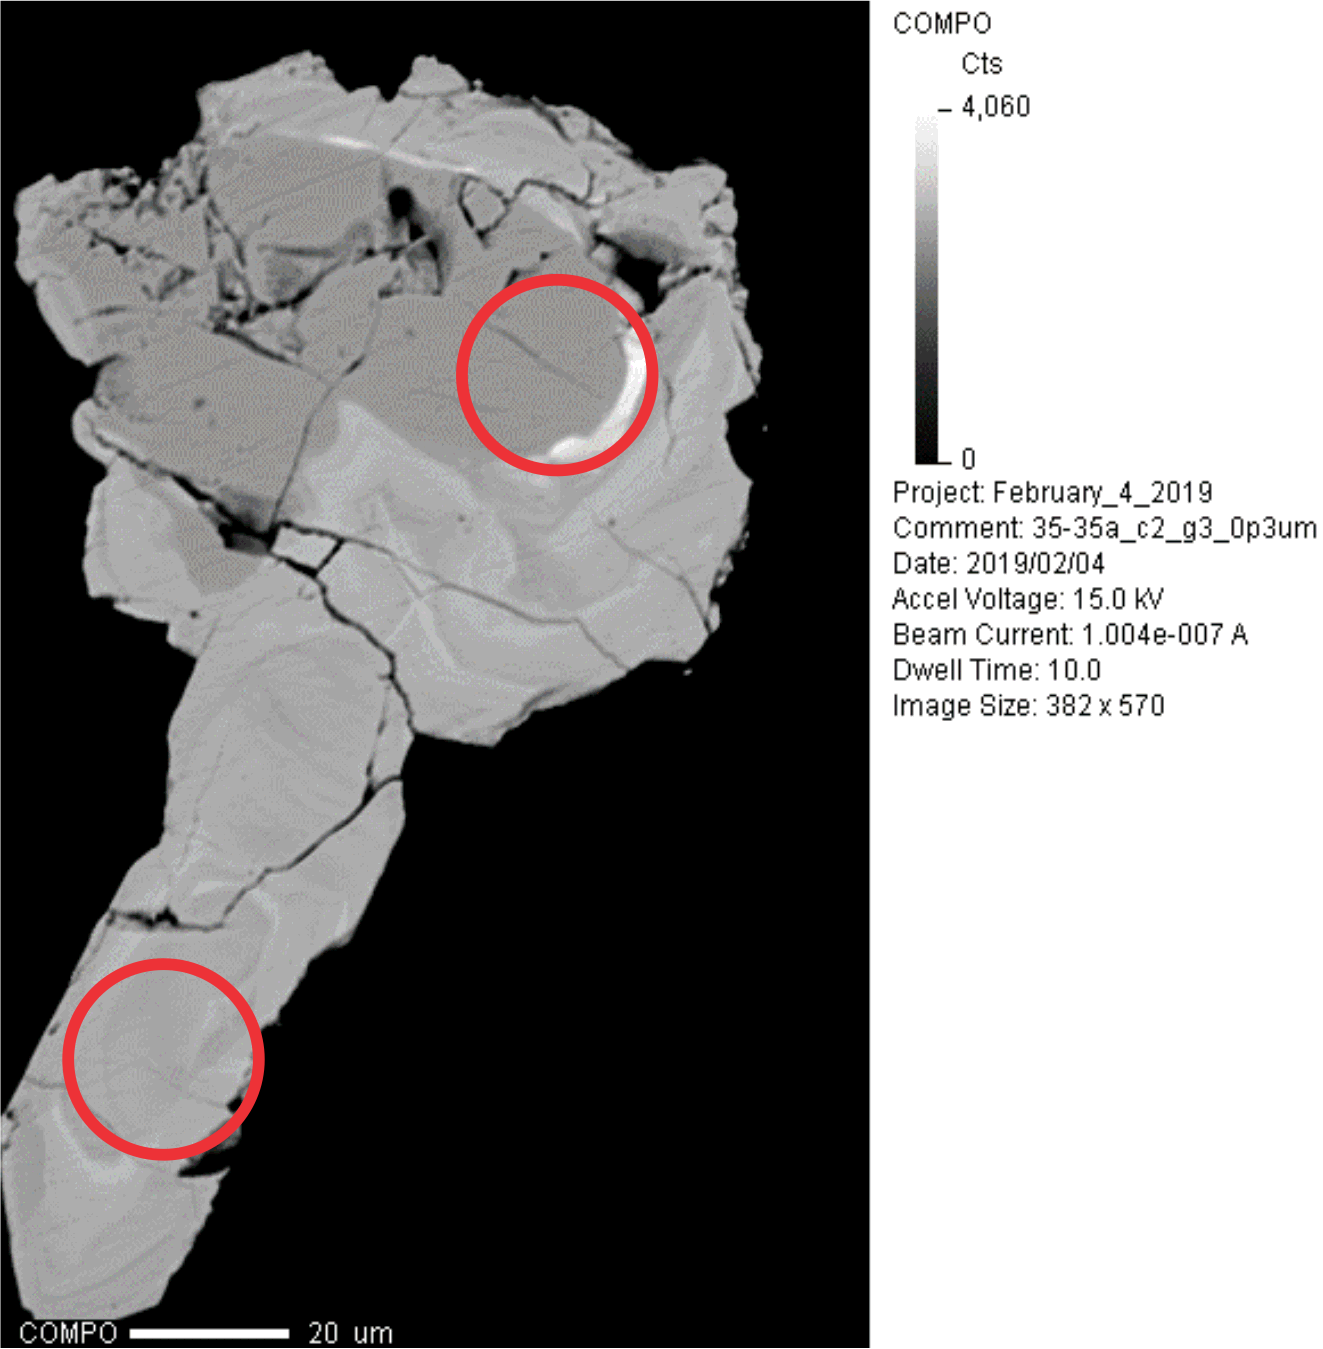 COMPO
Cts
4,060
0
Project: February_4_2019
Comment: 35-35a_c2_g3_0p3um
Date: 2019/02/04
Accel Voltage: 15.0 kV
Beam Current: 1.004e-007 A
Dwell Time: 10.0
Image Size: 382 x 570
COMPO 20 um